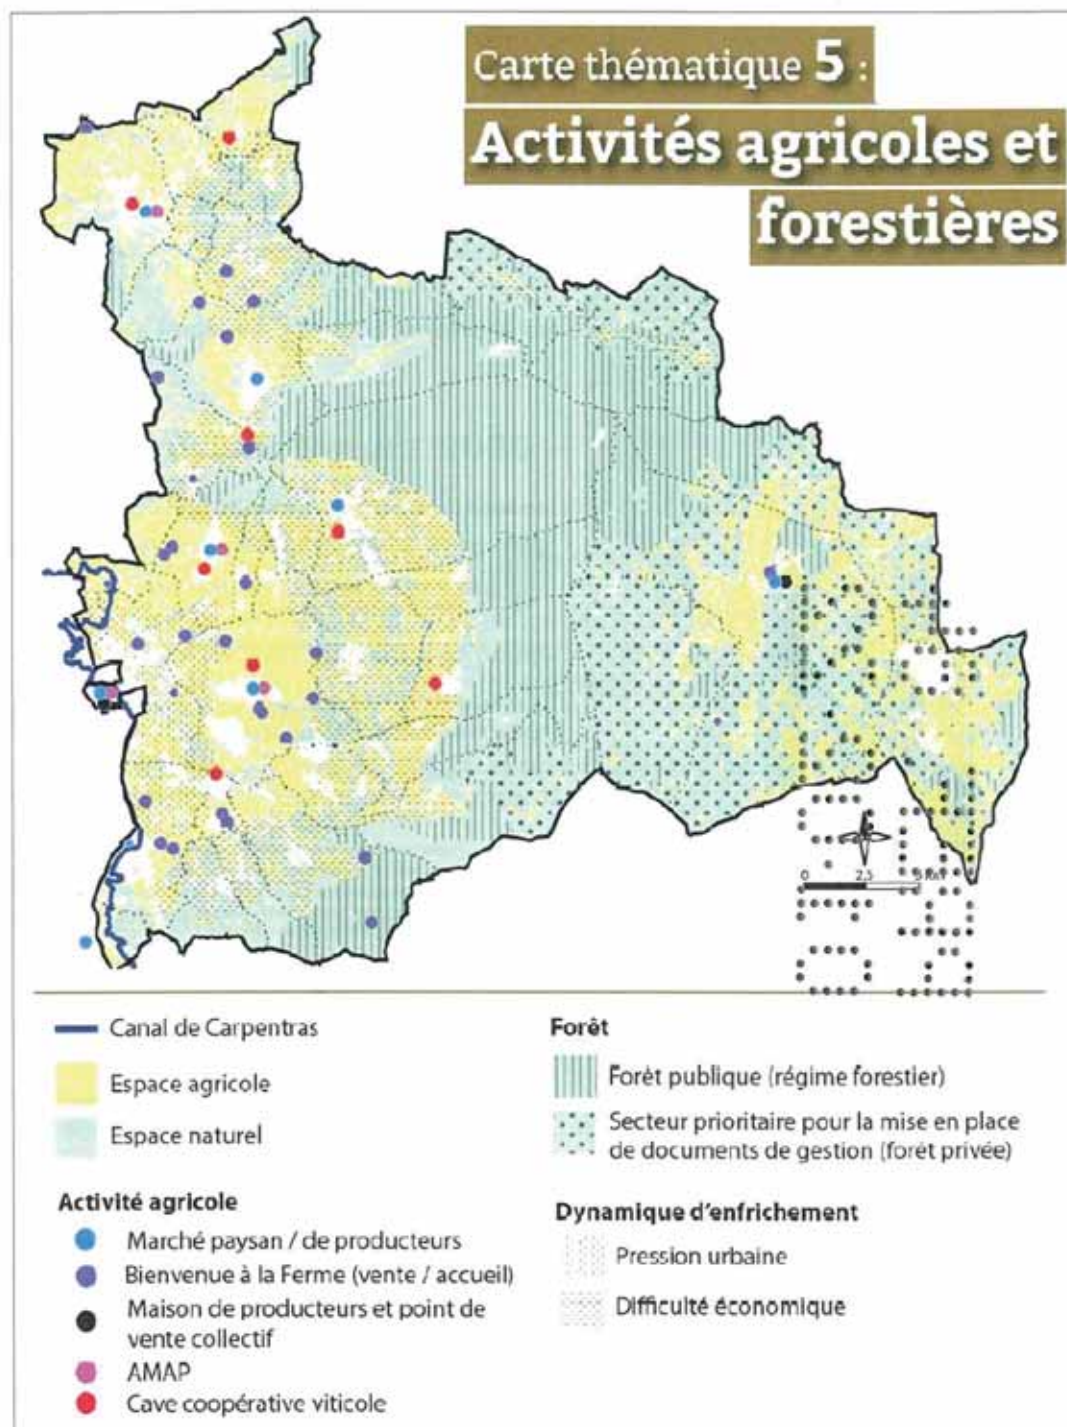 Carte thématique 5 :
Activités agricoles et
forestières
0 2,5 5 km
Canal de Carpentras
Espace agricole
Espace naturel
Activité agricole
Marché paysan / de producteurs
Bienvenue à la Ferme (vente / accueil)
Maison de producteurs et point de
vente collectif
AMAP
Cave coopérative viticole
Forêt
Forêt publique (régime forestier)
Secteur prioritaire pour la mise en place
de documents de gestion (forêt privée)
Dynamique d'enfrichement
Pression urbaine
Difficulté économique